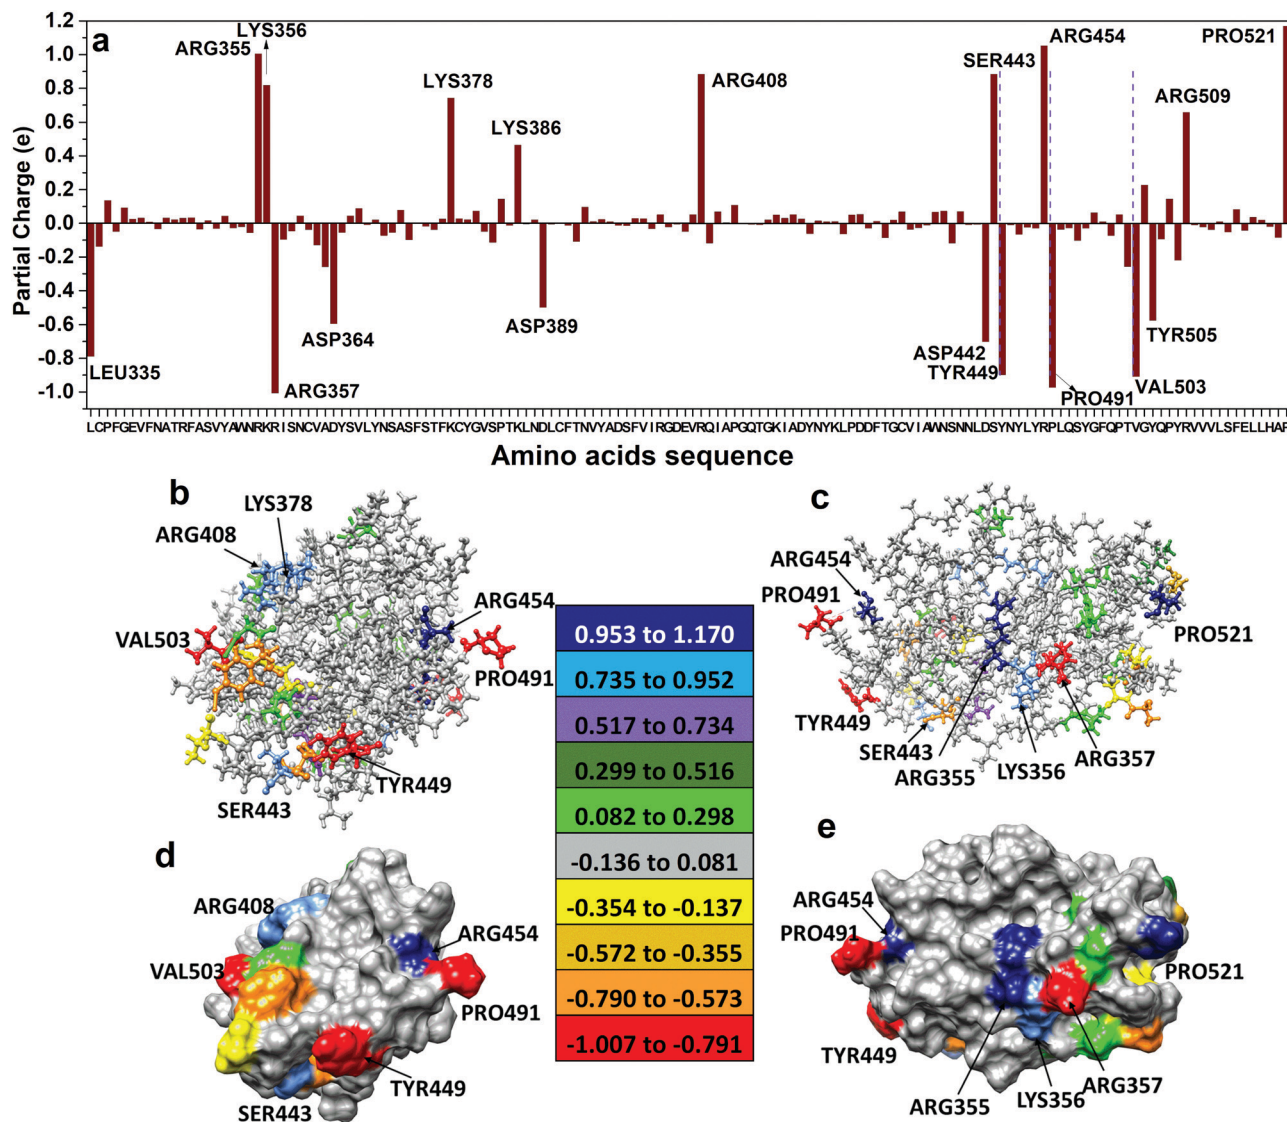 a
Partial Charge (e)
1.2
1.0
0.8
0.6
0.4
0.2
0.0
-0.2
-0.4
-0.6
-0.8
-1.0
ARG355
LYS356
LYS378
LYS386
ARG408
SER443
ARG454
PRO521
ARG509
LEU335
ARG357
ASP364
ASP389
ASP442
TYR449
PRO491
VAL503
TYR505
LCPFGEVFNATRFASVYAWNRKRISNCVADYSVLYNSASFSTFKCYGVSPTKLNDLCFTNVYADSFVIRGDEVRQIAPGQTGKIADYNYKLPDDFTGCVIAWNSNNLDSYNYLYRPLQSYGFQPTVGYQPYRVVVLSFELLHAP
Amino acids sequence
b
LYS378
ARG408
VAL503
ARG454
PRO491
TYR449
SER443
c
ARG454
PRO491
PRO521
TYR449
SER443
ARG355
LYS356
ARG357
0.953 to 1.170
0.735 to 0.952
0.517 to 0.734
0.299 to 0.516
0.082 to 0.298
-0.136 to 0.081
-0.354 to -0.137
-0.572 to -0.355
-0.790 to -0.573
-1.007 to -0.791
d
ARG408
VAL503
ARG454
PRO491
TYR449
SER443
e
ARG454
PRO491
PRO521
TYR449
ARG355
LYS356
ARG357